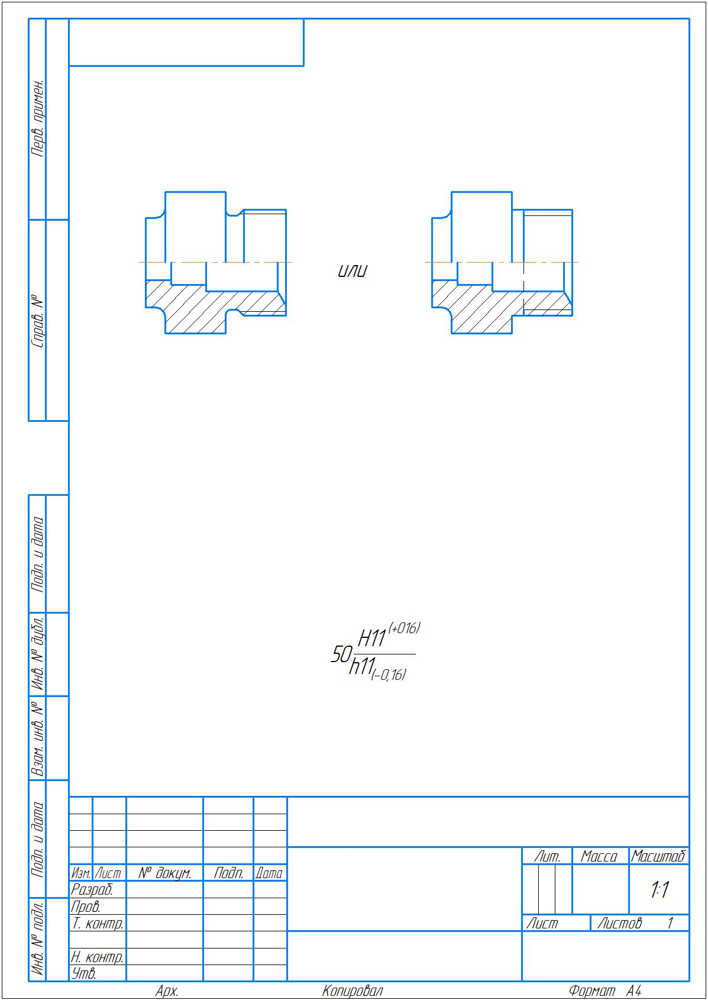 Перв. примен.
Справ. №
Подп. и дата
Инв. № дубл.
Взам. инв. №
Подп. и дата
Инв. № подл.
или
50 H11 (+016)
h11 (-0,16)
Изм. Лист № докум. Подп. Дата
Разраб.
Пров.
Т. контр.
Н. контр.
Утв.
Лит. Масса Масштаб
1:1
Лист Листов 1
Арх. Копировал Формат А4